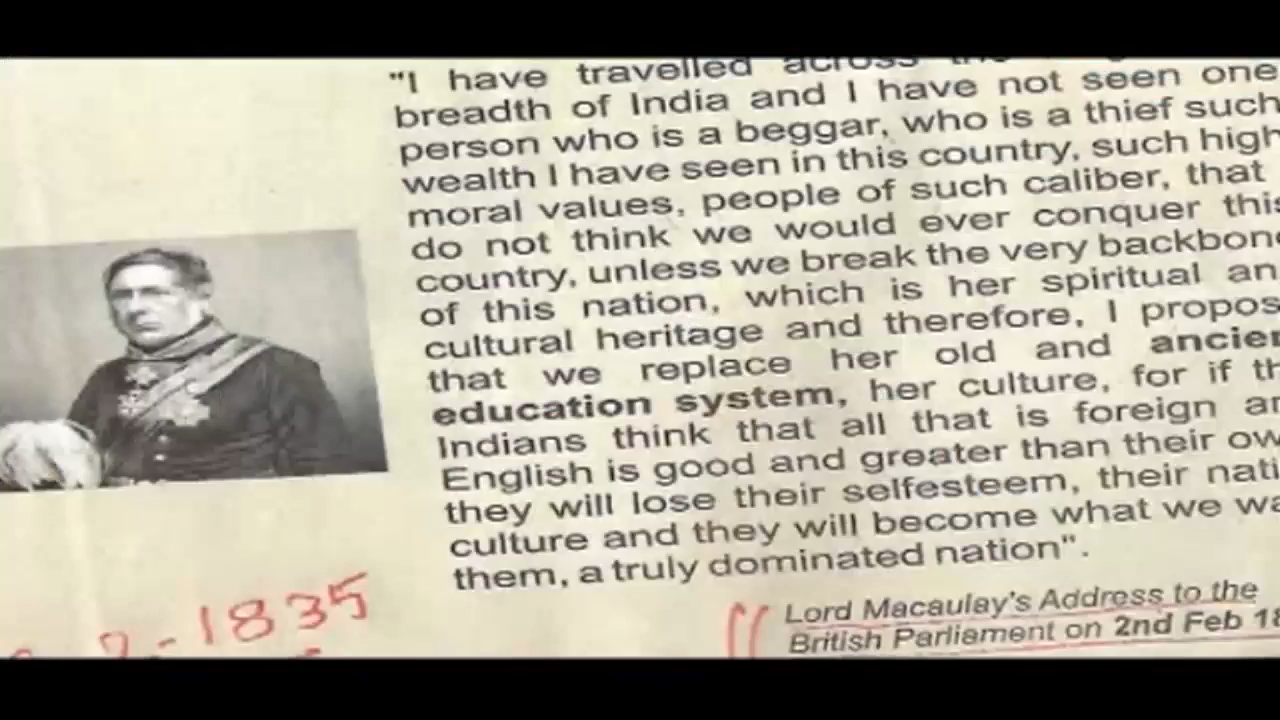 "I have travelled across
breadth of India and I have not seen one
person who is a beggar, who is a thief such
wealth I have seen in this country, such high
moral values, people of such caliber, that
do not think we would ever conquer this
country, unless we break the very backbone
of this nation, which is her spiritual an
cultural heritage and therefore, I propos
that we replace her old and ancien
education system, her culture, for if th
Indians think that all that is foreign an
English is good and greater than their ow
they will lose their selfesteem, their nati
culture and they will become what we wa
them, a truly dominated nation".
2-1835
Lord Macaulay's Address to the
British Parliement on 2nd Feb 18